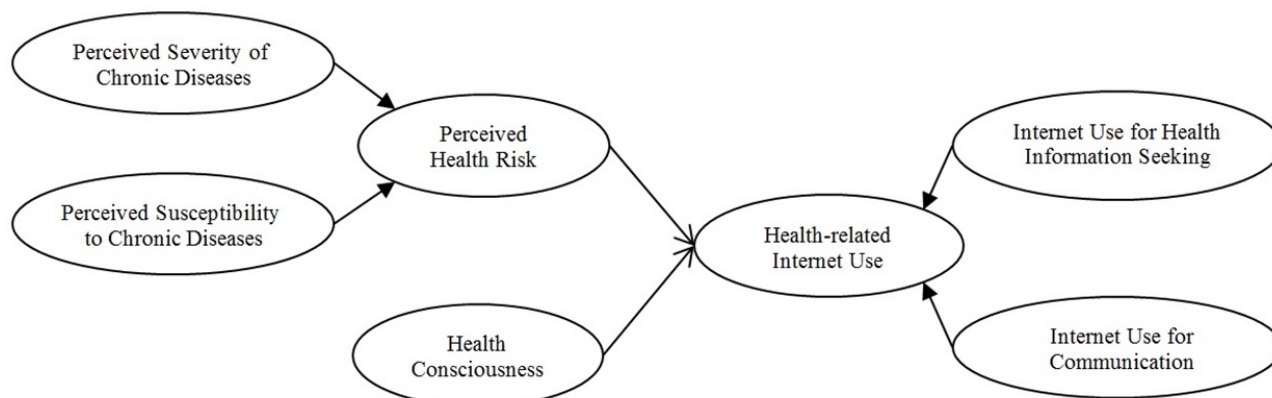 Perceived Severity of
Chronic Diseases
Perceived
Health Risk
Perceived Susceptibility
to Chronic Diseases
Health
Consciousness
Health-related
Internet Use
Internet Use for Health
Information Seeking
Internet Use for
Communication